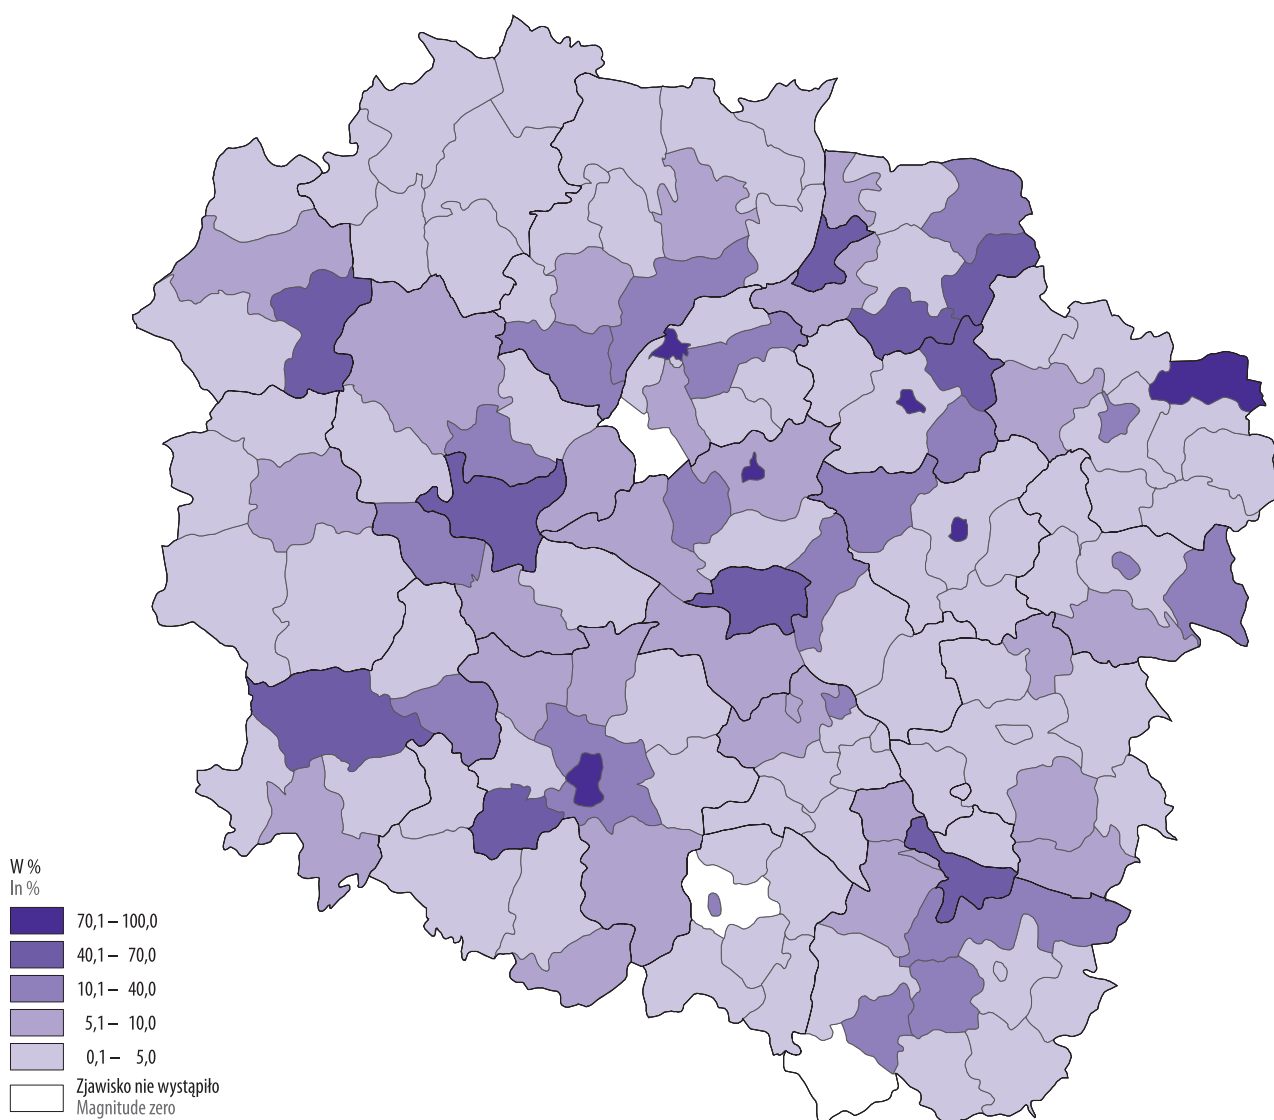 W %
In %
70,1 – 100,0
40,1 – 70,0
10,1 – 40,0
5,1 – 10,0
0,1 – 5,0
Zjawisko nie wystąpiło
Magnitude zero